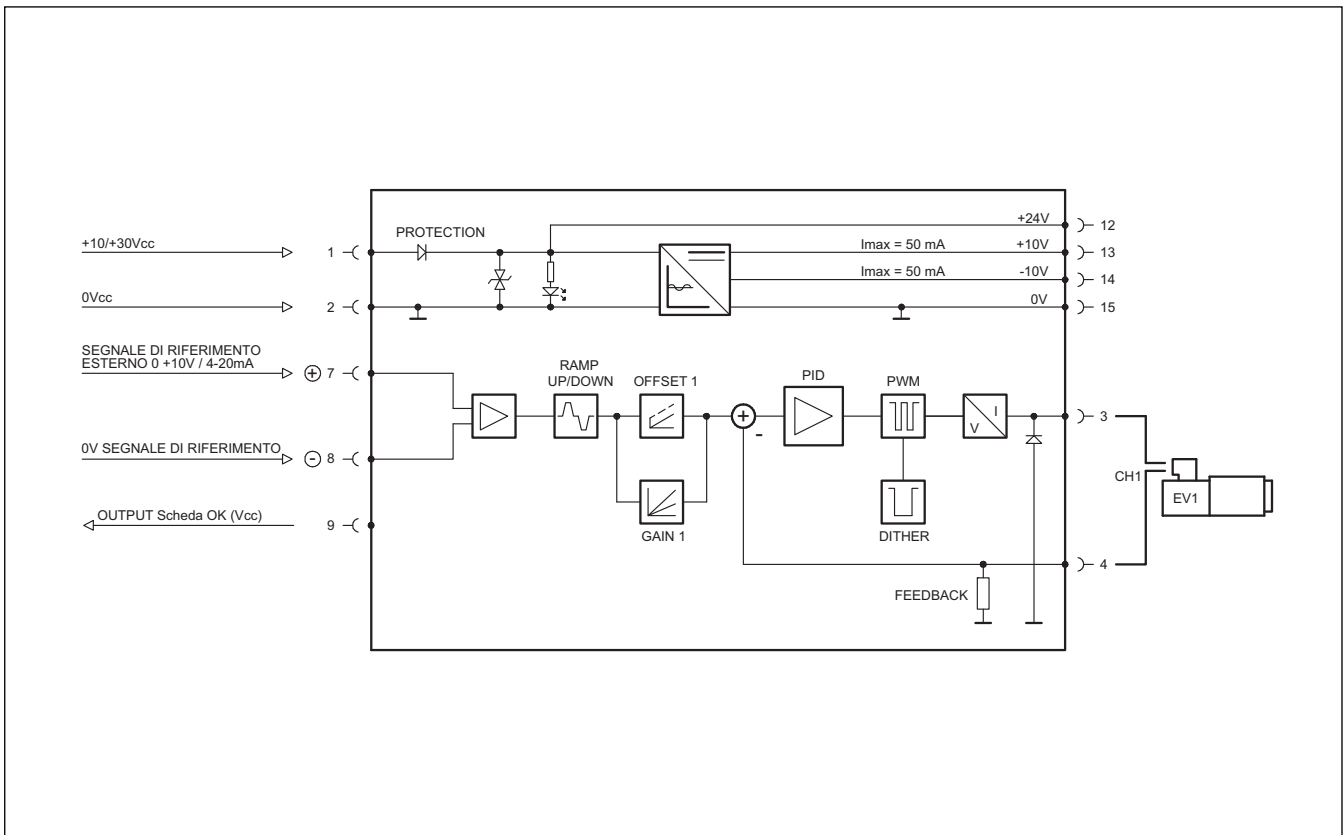 +24V
12
PROTECTION
+10/+30Vcc
1
Imax = 50 mA
+10V
13
Imax = 50 mA
-10V
14
0Vcc
2
0V
15
SEGNALE DI RIFERIMENTO
ESTERNO 0 +10V / 4-20mA
+ 7
RAMP
UP/DOWN
OFFSET 1
PID
PWM
+
-
V
I
3
0V SEGNALE DI RIFERIMENTO
- 8
CH1
EV1
OUTPUT Scheda OK (Vcc)
9
GAIN 1
DITHER
4
FEEDBACK